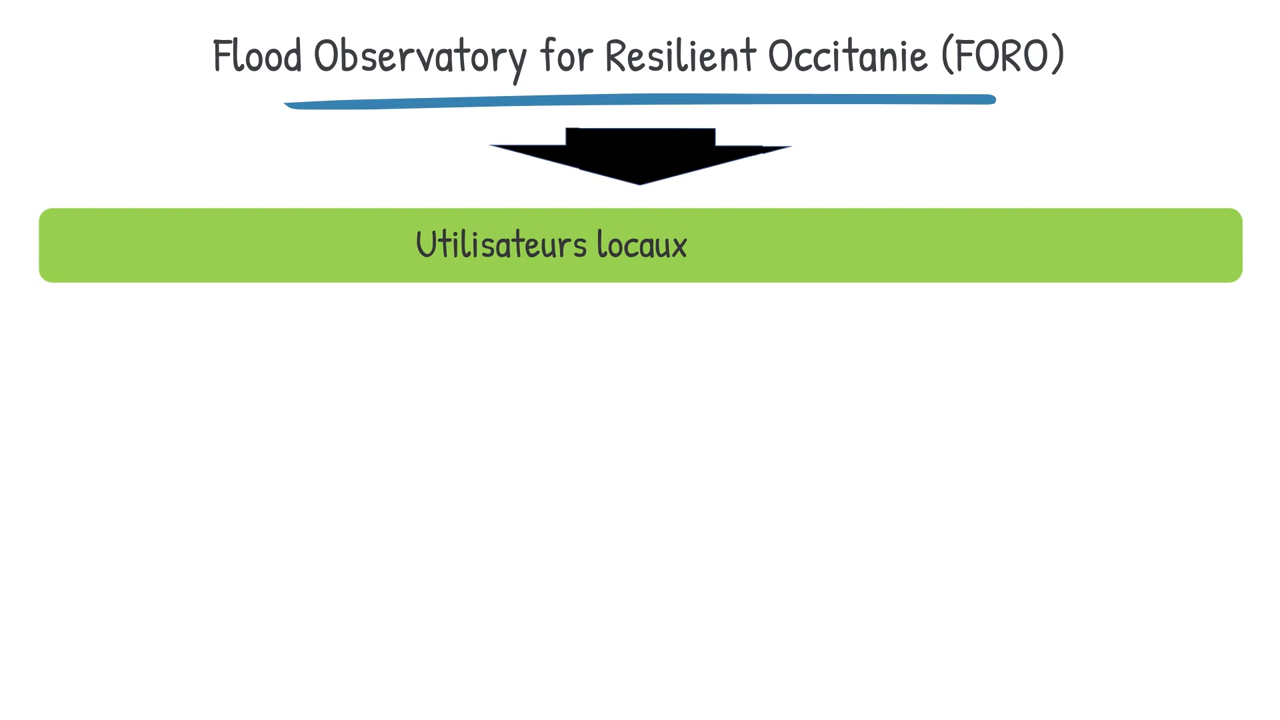 Flood Observatory for Resilient Occitanie (FORO)
Utilisateurs locaux